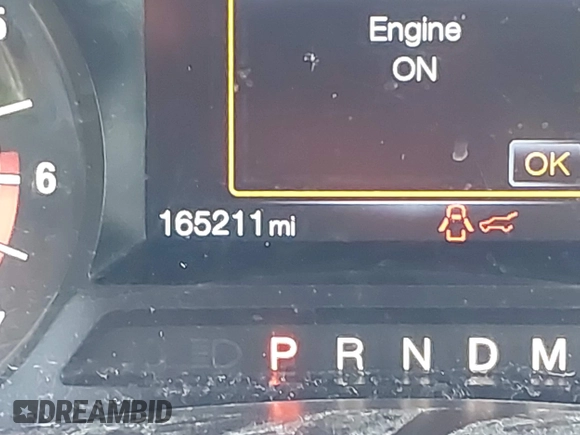 Engine
ON
OK
6
165211 mi
P R N D M
DREAMBID